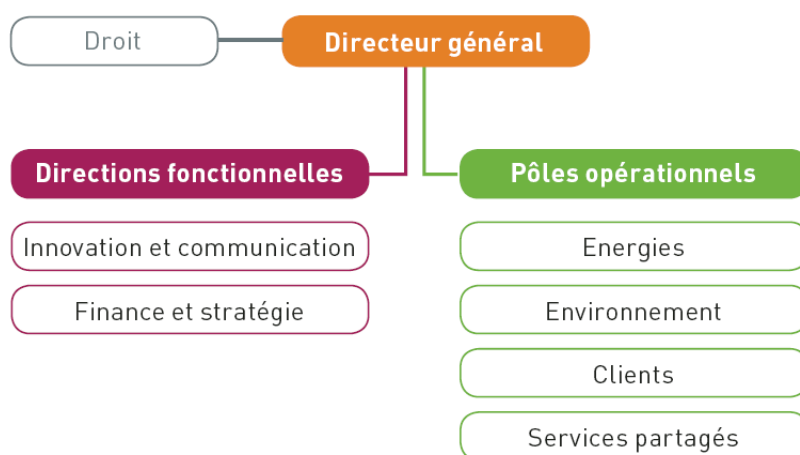 Droit
Directeur général
Directions fonctionnelles
Innovation et communication
Finance et stratégie
Pôles opérationnels
Energies
Environnement
Clients
Services partagés